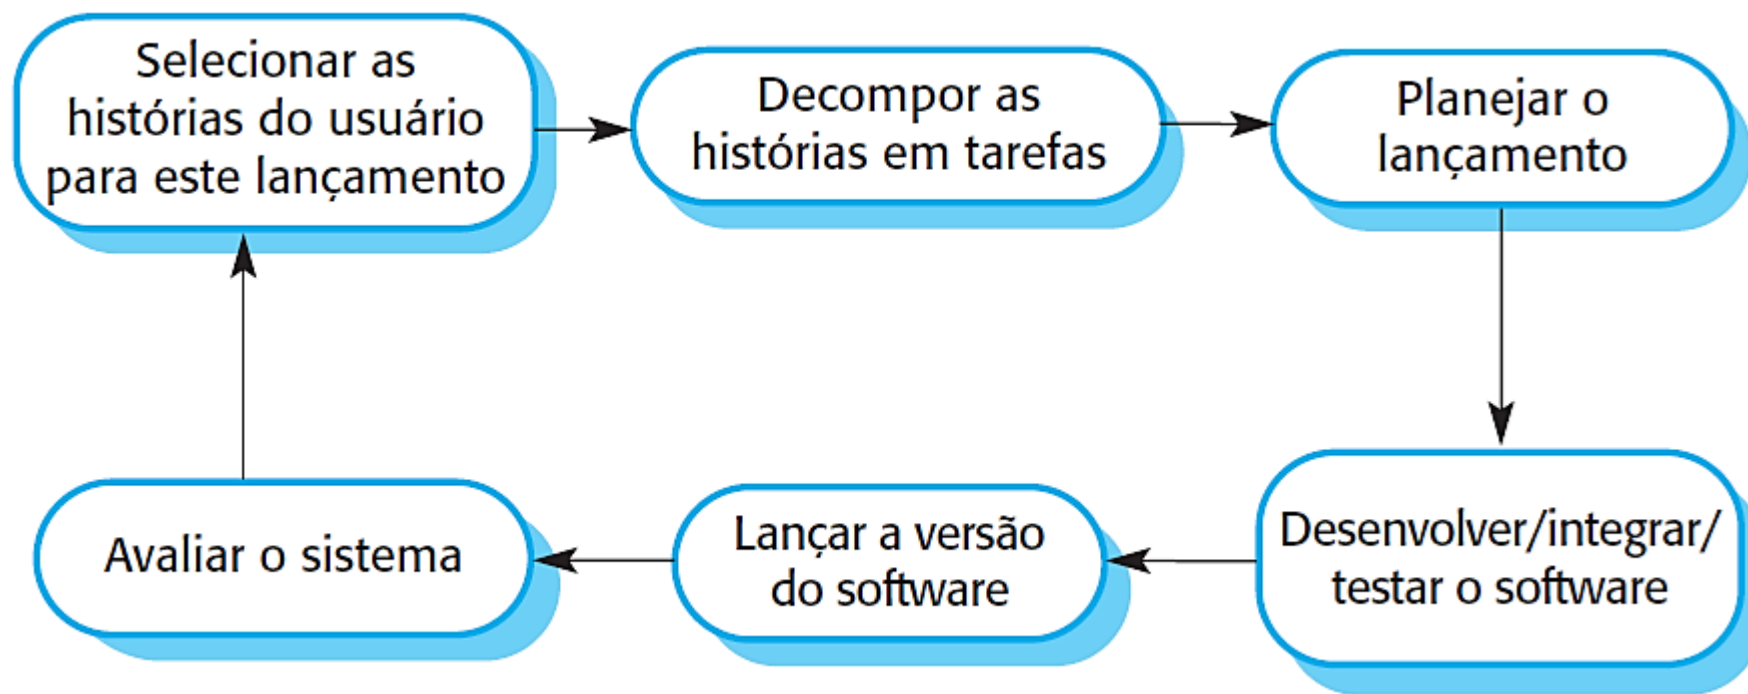 Selecionar as
histórias do usuário
para este lançamento
Decompor as
histórias em tarefas
Planejar o
lançamento
Desenvolver/integrar/
testar o software
Lançar a versão
do software
Avaliar o sistema